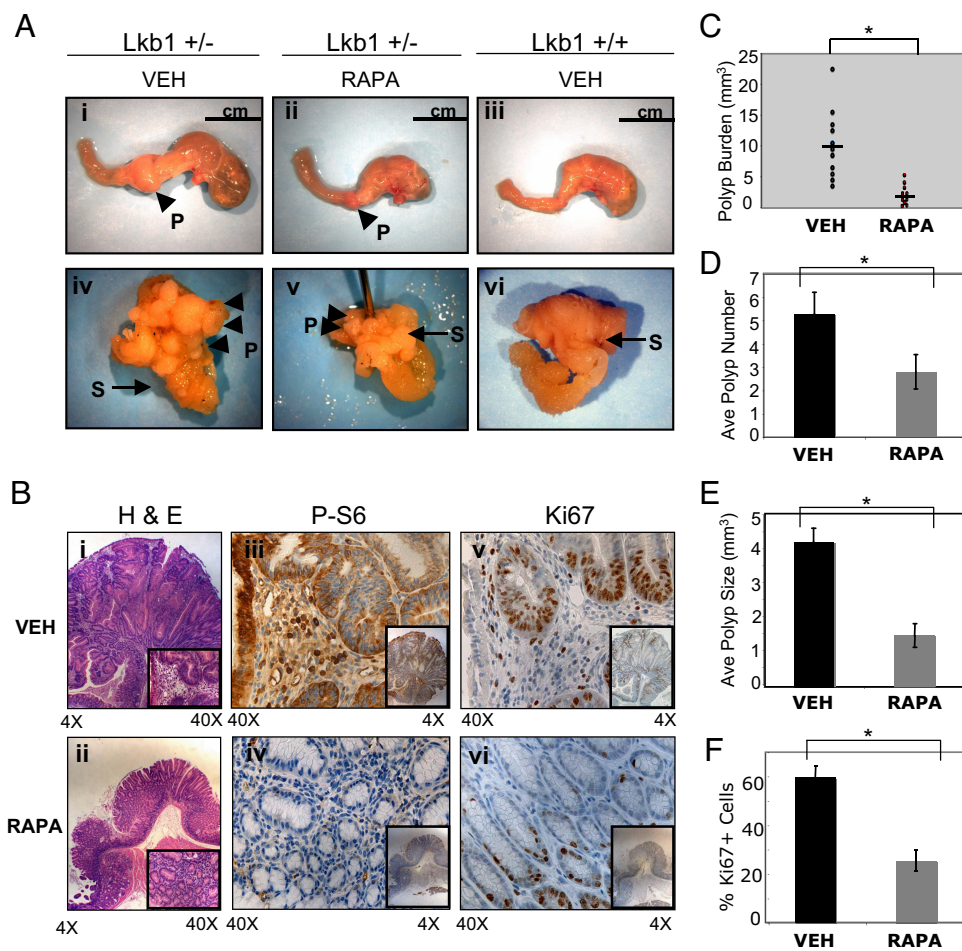 A
Lkb1 +/- Lkb1 +/- Lkb1 +/+
VEH RAPA VEH
i cm ii cm iii cm
P P
iv v vi
P P S S
S
B
H & E P-S6 Ki67
VEH i iii v
4X 40X 40X 4X 40X 4X
RAPA ii iv vi
4X 40X 40X 4X 40X 4X
C
*
Polyp Burden (mm³)
25
20
15
10
5
0
VEH RAPA
D
*
Ave Polyp Number
7
6
5
4
3
2
1
0
VEH RAPA
E
*
Ave Polyp Size (mm³)
5
4
3
2
1
0
VEH RAPA
F
*
% Ki67+ Cells
60
40
20
0
VEH RAPA